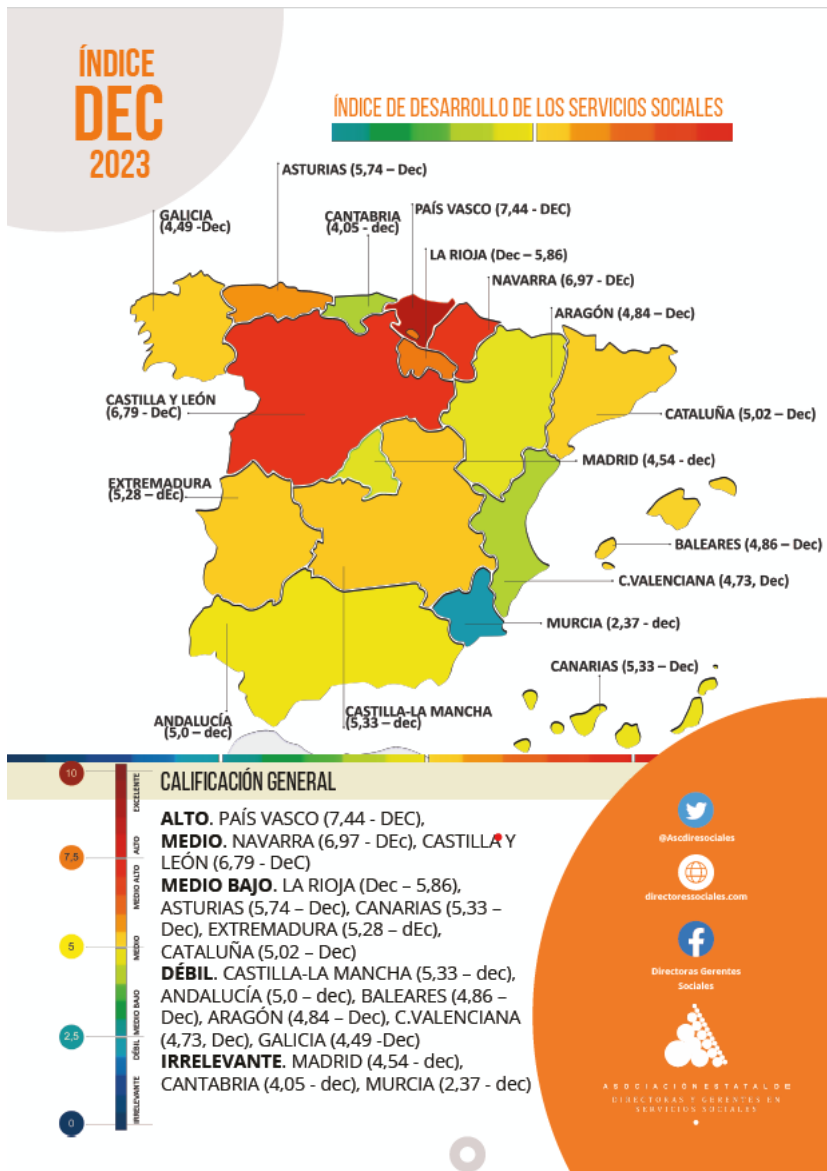 ÍNDICE
DEC
2023
ÍNDICE DE DESARROLLO DE LOS SERVICIOS SOCIALES
ASTURIAS (5,74 – Dec)
GALICIA
(4,49 -Dec)
CANTABRIA
(4,05 - dec)
PAÍS VASCO (7,44 - DEC)
LA RIOJA (Dec – 5,86)
NAVARRA (6,97 - DEc)
ARAGÓN (4,84 – Dec)
CASTILLA Y LEÓN
(6,79 - DeC)
CATALUÑA (5,02 – Dec)
MADRID (4,54 - dec)
EXTREMADURA
(5,28 – dEc)
BALEARES (4,86 – Dec)
C.VALENCIANA (4,73, Dec)
MURCIA (2,37 - dec)
CANARIAS (5,33 – Dec)
ANDALUCÍA
(5,0 – dec)
CASTILLA-LA MANCHA
(5,33 – dec)
10
7,5
5
2,5
0
EXCELENTE
ALTO
MEDIO ALTO
MEDIO
MEDIO BAJO
DÉBIL
IRRELEVANTE
CALIFICACIÓN GENERAL
ALTO. PAÍS VASCO (7,44 - DEC),
MEDIO. NAVARRA (6,97 - DEc), CASTILLA Y
LEÓN (6,79 - DeC)
MEDIO BAJO. LA RIOJA (Dec – 5,86),
ASTURIAS (5,74 – Dec), CANARIAS (5,33 –
Dec), EXTREMADURA (5,28 – dEc),
CATALUÑA (5,02 – Dec)
DÉBIL. CASTILLA-LA MANCHA (5,33 – dec),
ANDALUCÍA (5,0 – dec), BALEARES (4,86 –
Dec), ARAGÓN (4,84 – Dec), C.VALENCIANA
(4,73, Dec), GALICIA (4,49 -Dec)
IRRELEVANTE. MADRID (4,54 - dec),
CANTABRIA (4,05 - dec), MURCIA (2,37 - dec)
@Ascdiresociales
directoressociales.com
Directoras Gerentes
Sociales
ASOCIACIÓN ESTATAL DE
DIRECTORAS Y GERENTES EN
SERVICIOS SOCIALES